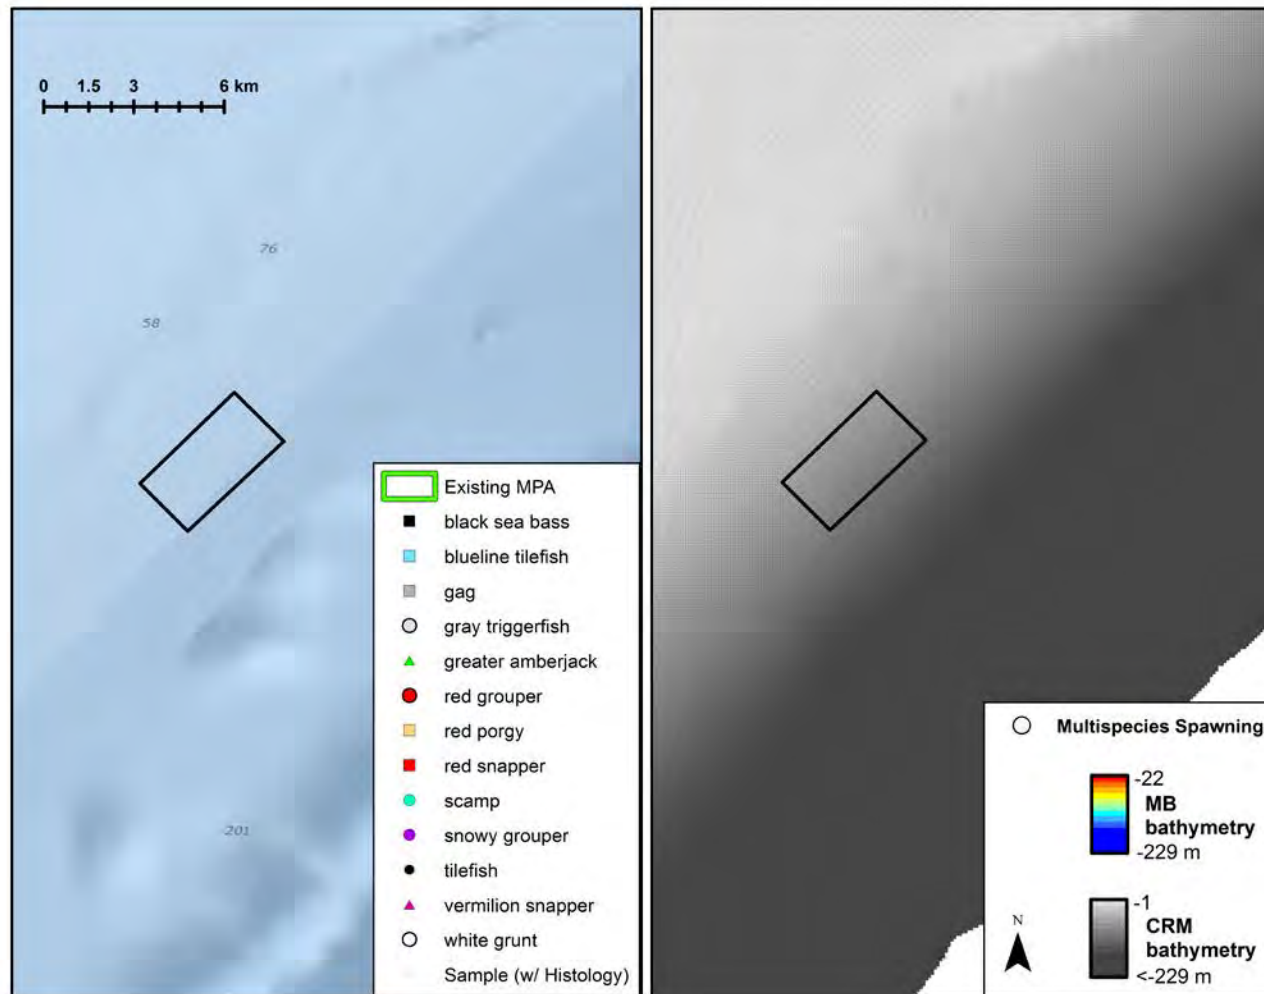 0 1.5 3 6 km
76
58
-201
Existing MPA
black sea bass
blueline tilefish
gag
gray triggerfish
greater amberjack
red grouper
red porgy
red snapper
scamp
snowy grouper
tilefish
vermilion snapper
white grunt
Sample (w/ Histology)
Multispecies Spawning
-22
MB
bathymetry
-229 m
-1
CRM
bathymetry
<-229 m
N